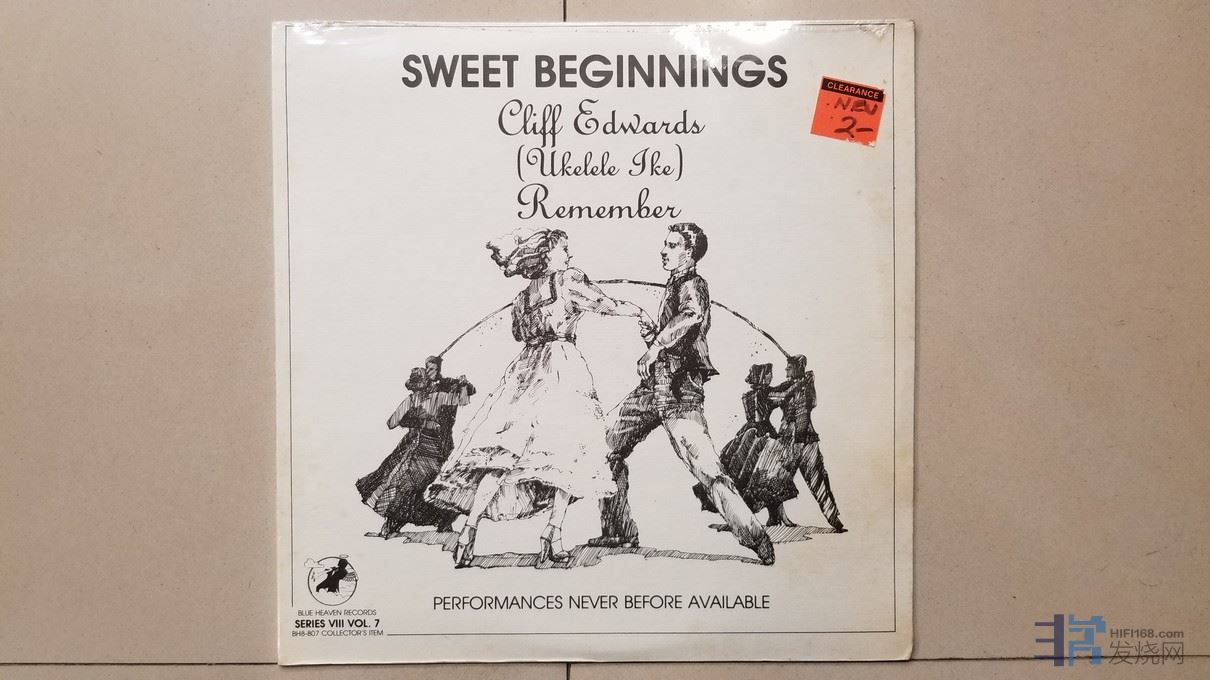 SWEET BEGINNINGS
Cliff Edwards
(Ukelele Ike)
Remember
CLEARANCE
NEW
2-
PERFORMANCES NEVER BEFORE AVAILABLE
BLUE HEAVEN RECORDS
SERIES VIII VOL. 7
BH8-807 COLLECTOR'S ITEM
HIFI168.com
发烧网